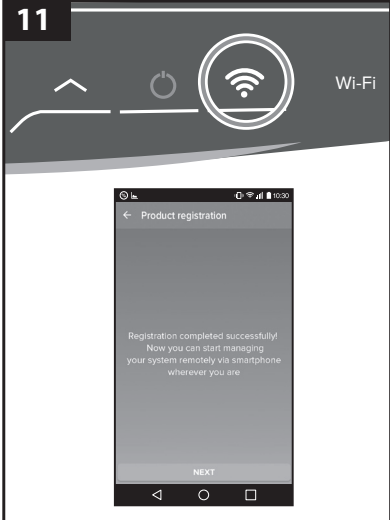 11
Wi-Fi
10:30
Product registration
Registration completed successfully!
Now you can start managing
your system remotely via smartphone
wherever you are
NEXT